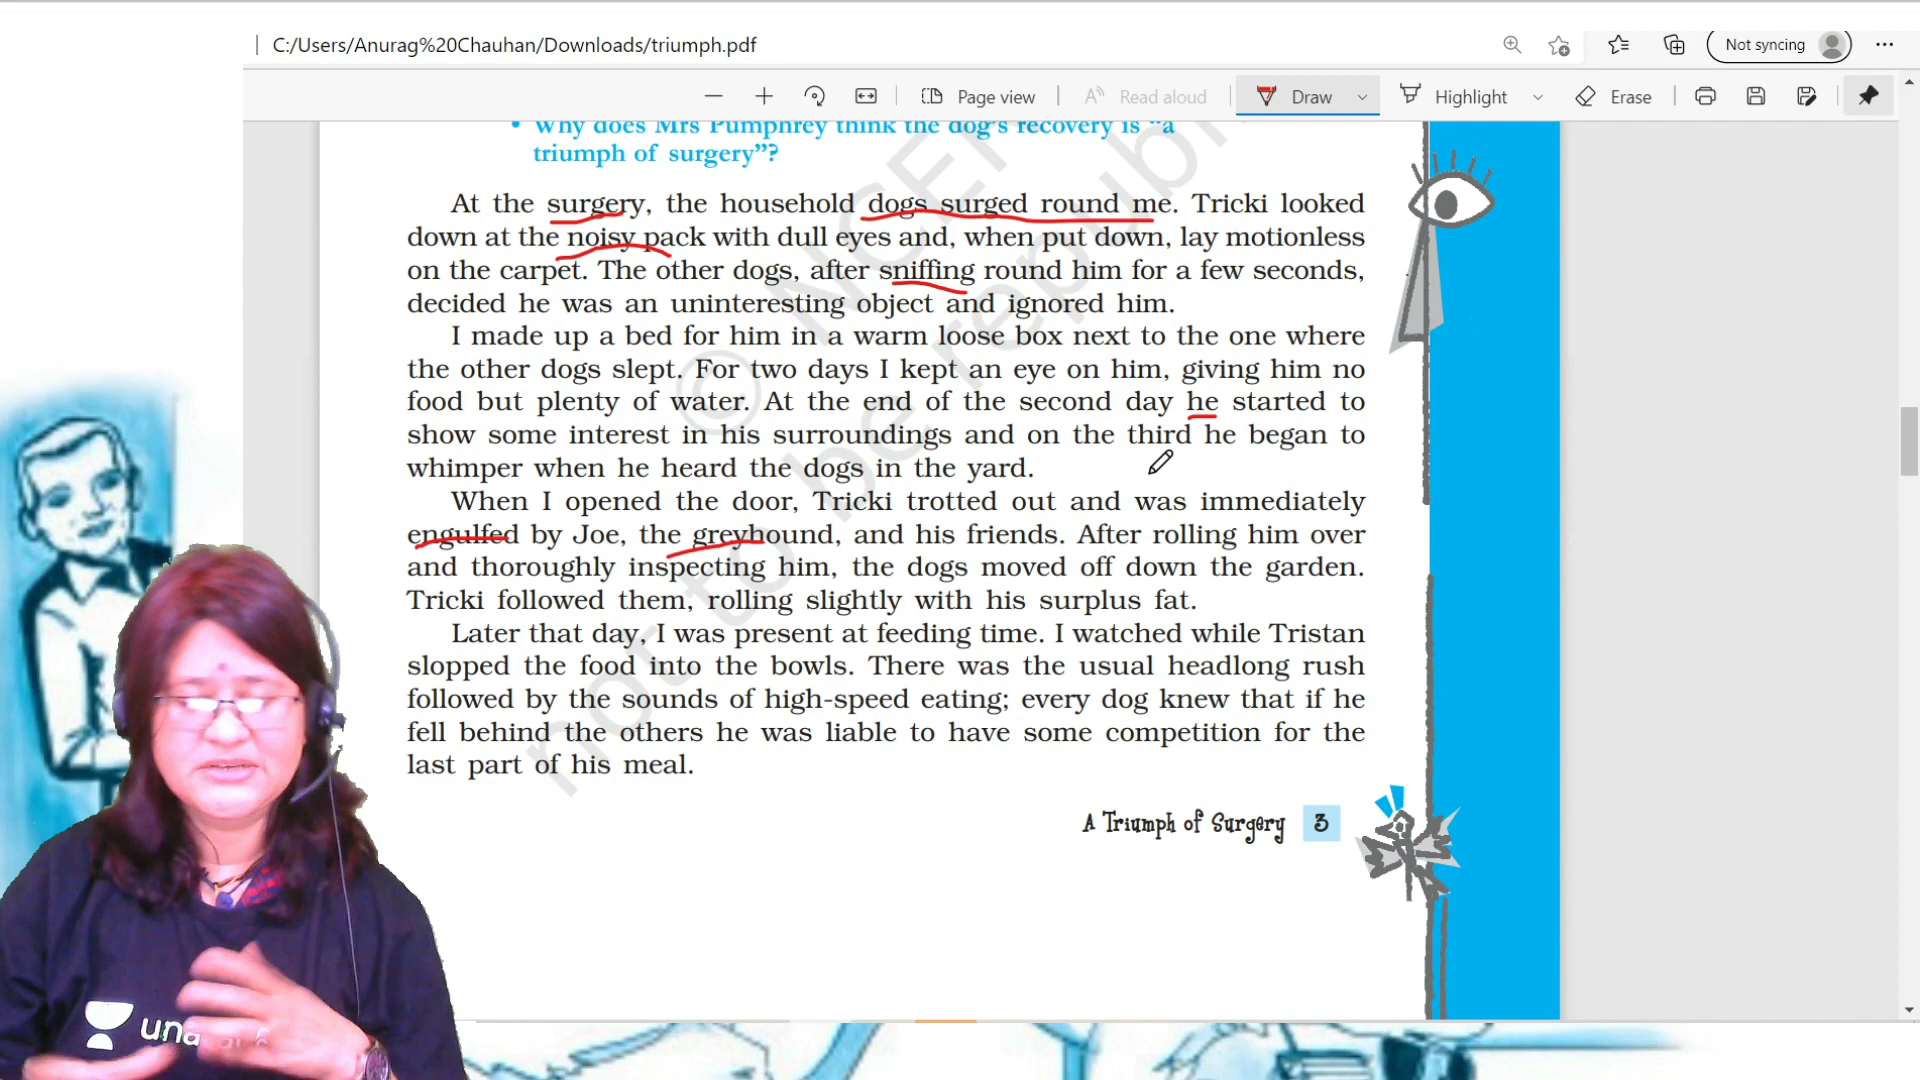 C:/Users/Anurag%20Chauhan/Downloads/triumph.pdf
Not syncing
Page view
Read aloud
Draw
Highlight
Erase
• Why does Mrs Pumphrey think the dog's recovery is "a
triumph of surgery"?
At the surgery, the household dogs surged round me. Tricki looked
down at the noisy pack with dull eyes and, when put down, lay motionless
on the carpet. The other dogs, after sniffing round him for a few seconds,
decided he was an uninteresting object and ignored him.
I made up a bed for him in a warm loose box next to the one where
the other dogs slept. For two days I kept an eye on him, giving him no
food but plenty of water. At the end of the second day he started to
show some interest in his surroundings and on the third he began to
whimper when he heard the dogs in the yard.
When I opened the door, Tricki trotted out and was immediately
engulfed by Joe, the greyhound, and his friends. After rolling him over
and thoroughly inspecting him, the dogs moved off down the garden.
Tricki followed them, rolling slightly with his surplus fat.
Later that day, I was present at feeding time. I watched while Tristan
slopped the food into the bowls. There was the usual headlong rush
followed by the sounds of high-speed eating; every dog knew that if he
fell behind the others he was liable to have some competition for the
last part of his meal.
A Triumph of Surgery 3
© NCER
not to be republi
una